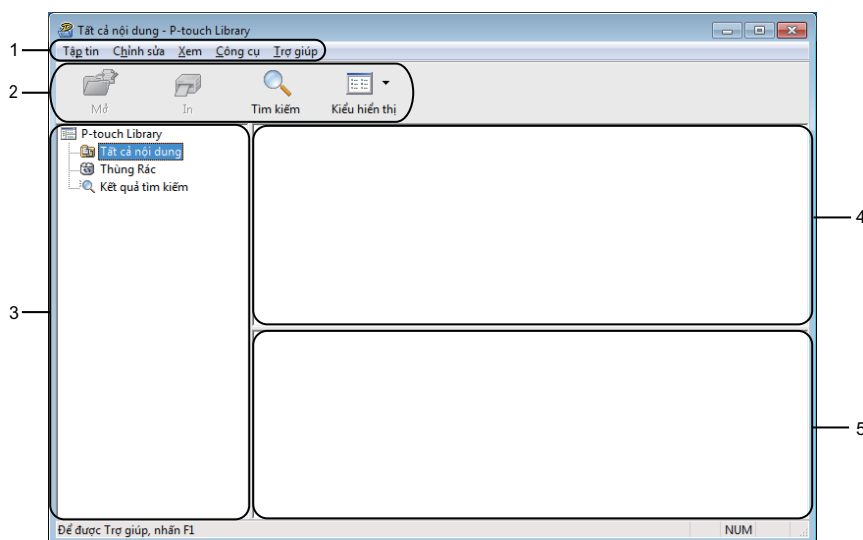 Tất cả nội dung - P-touch Library
1
Tập tin Chỉnh sửa Xem Công cụ Trợ giúp
2
Mở In Tìm kiếm Kiểu hiển thị
P-touch Library
Tất cả nội dung
Thùng Rác
Kết quả tìm kiếm
4
3
5
Để được Trợ giúp, nhấn F1 NUM